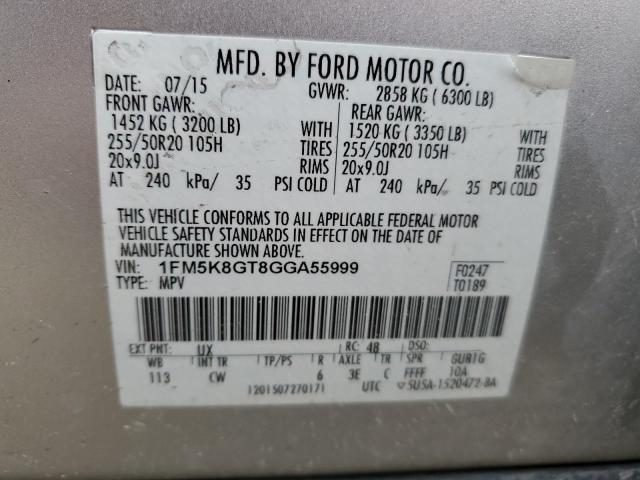 MFD. BY FORD MOTOR CO.
DATE: 07/15 GVWR: 2858 KG ( 6300 LB)
FRONT GAWR: REAR GAWR:
1452 KG ( 3200 LB) WITH 1520 KG ( 3350 LB) WITH
255/50R20 105H TIRES 255/50R20 105H TIRES
20x9.0J RIMS 20x9.0J RIMS
AT 240 kPa/ 35 PSI COLD AT 240 kPa/ 35 PSI COLD
THIS VEHICLE CONFORMS TO ALL APPLICABLE FEDERAL MOTOR
VEHICLE SAFETY STANDARDS IN EFFECT ON THE DATE OF
MANUFACTURE SHOWN ABOVE.
VIN: 1FM5K8GT8GGA55999 F0247
TYPE: MPV T0189
EXT PNT: UX RC: 48 DSO:
WB INT TR TP/PS R AXLE TR SPR GUB1G
113 CW 6 3E C FFFF 10A
1201507270171 UTC SUSA-1520472-BA